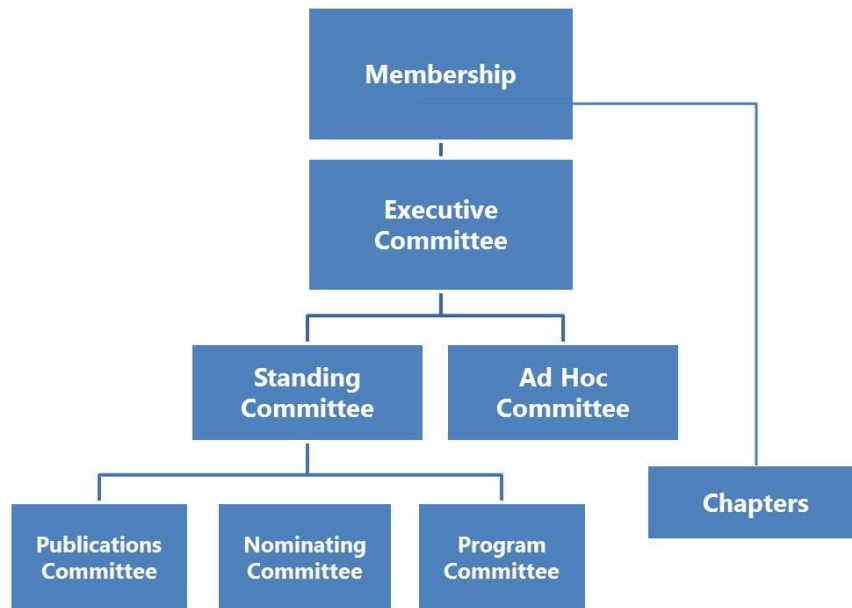 Membership
Executive
Committee
Standing
Committee
Ad Hoc
Committee
Chapters
Publications
Committee
Nominating
Committee
Program
Committee